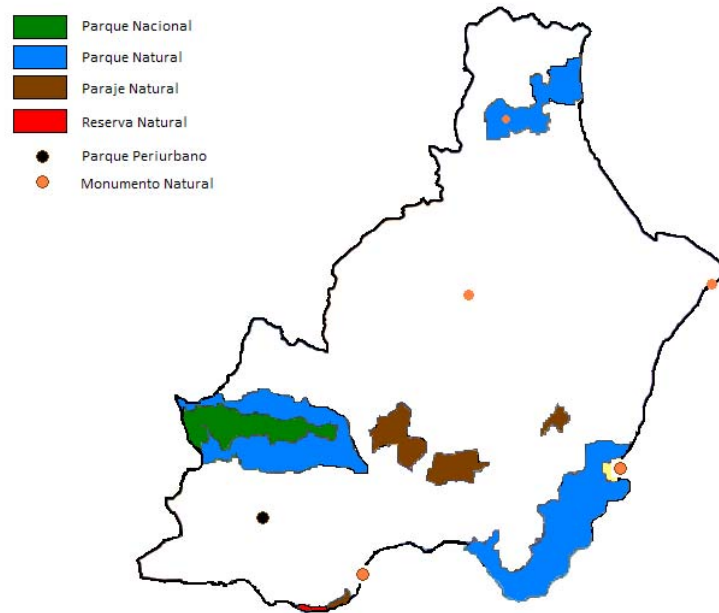 Parque Nacional
Parque Natural
Paraje Natural
Reserva Natural
Parque Periurbano
Monumento Natural